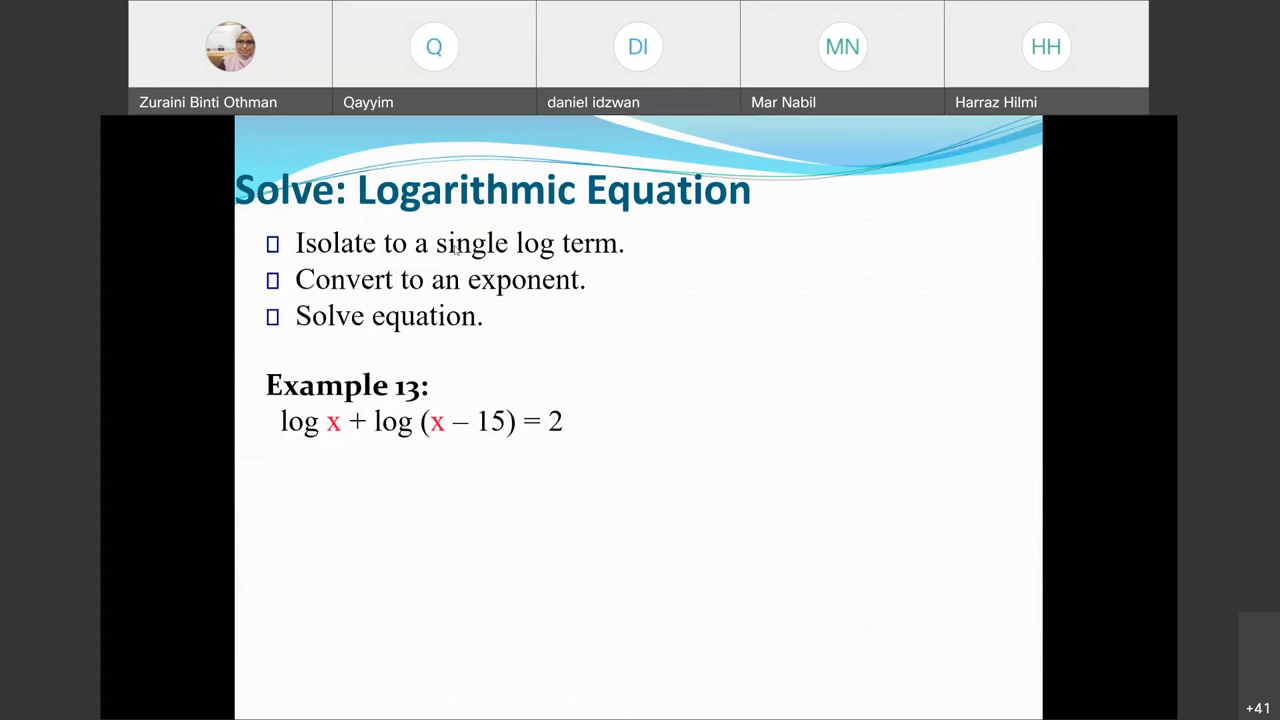 Q
DI
MN
HH
Zuraini Binti Othman
Qayyim
daniel idzwan
Mar Nabil
Harraz Hilmi
Solve: Logarithmic Equation
Isolate to a single log term.
Convert to an exponent.
Solve equation.
Example 13:
log x + log (x – 15) = 2
+41